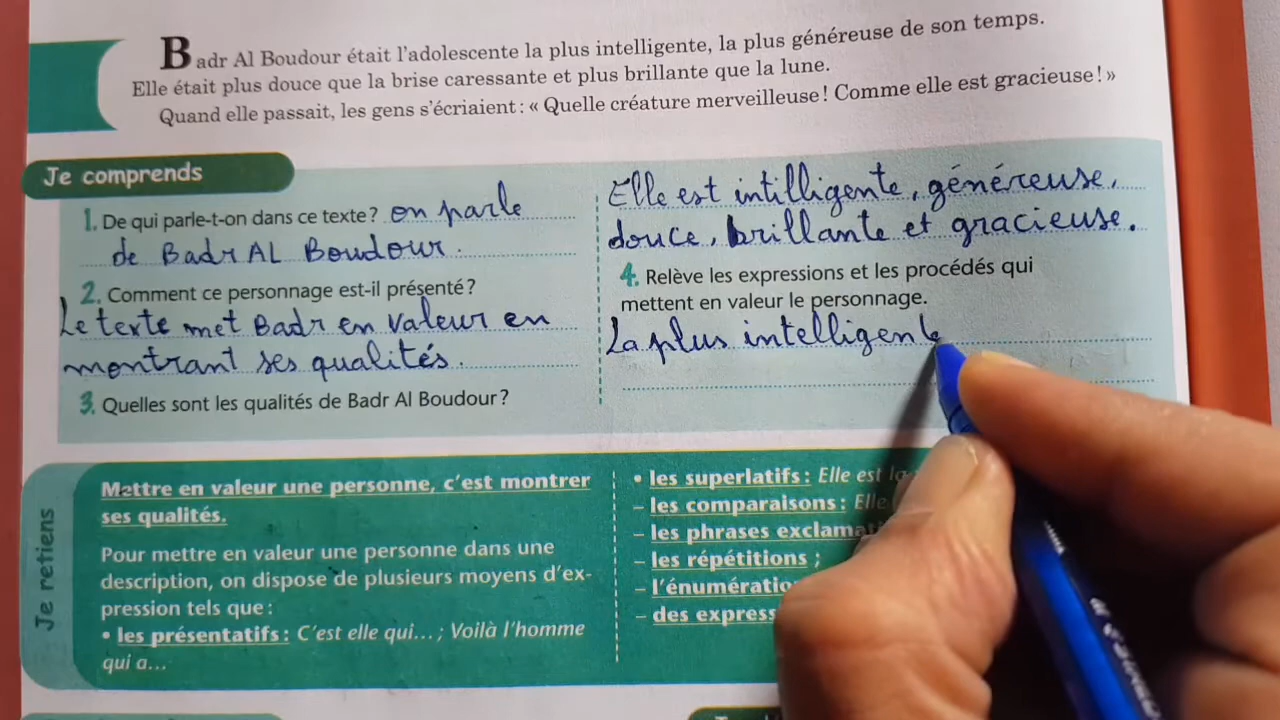 Badr Al Boudour était l'adolescente la plus intelligente, la plus généreuse de son temps.
Elle était plus douce que la brise caressante et plus brillante que la lune.
Quand elle passait, les gens s'écriaient : « Quelle créature merveilleuse ! Comme elle est gracieuse ! »
Je comprends
1. De qui parle-t-on dans ce texte ? on parle
de Badr AL Boudour.
2. Comment ce personnage est-il présenté ?
Le texte met Badr en valeur en
montrant ses qualités.
3. Quelles sont les qualités de Badr Al Boudour ?
Elle est intilligente, généreuse,
douce, brillante et gracieuse.
4. Relève les expressions et les procédés qui
mettent en valeur le personnage.
La plus intelligente
Je retiens
Mettre en valeur une personne, c'est montrer
ses qualités.
Pour mettre en valeur une personne dans une
description, on dispose de plusieurs moyens d'ex-
pression tels que :
• les présentatifs : C'est elle qui... ; Voilà l'homme
qui a...
• les superlatifs : Elle est
– les comparaisons : Elle
– les phrases
– les répétitions ;